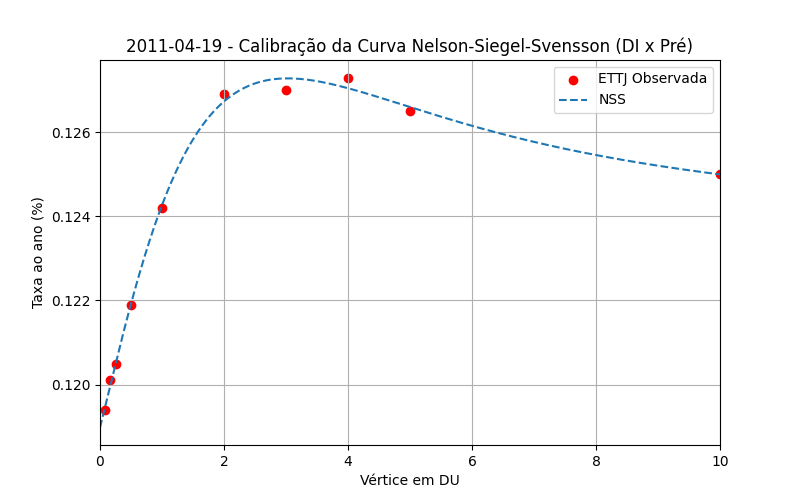 2011-04-19 - Calibração da Curva Nelson-Siegel-Svensson (DI x Pré)
ETTJ Observada
NSS
Taxa ao ano (%)
0.126
0.124
0.122
0.120
0 2 4 6 8 10
Vértice em DU